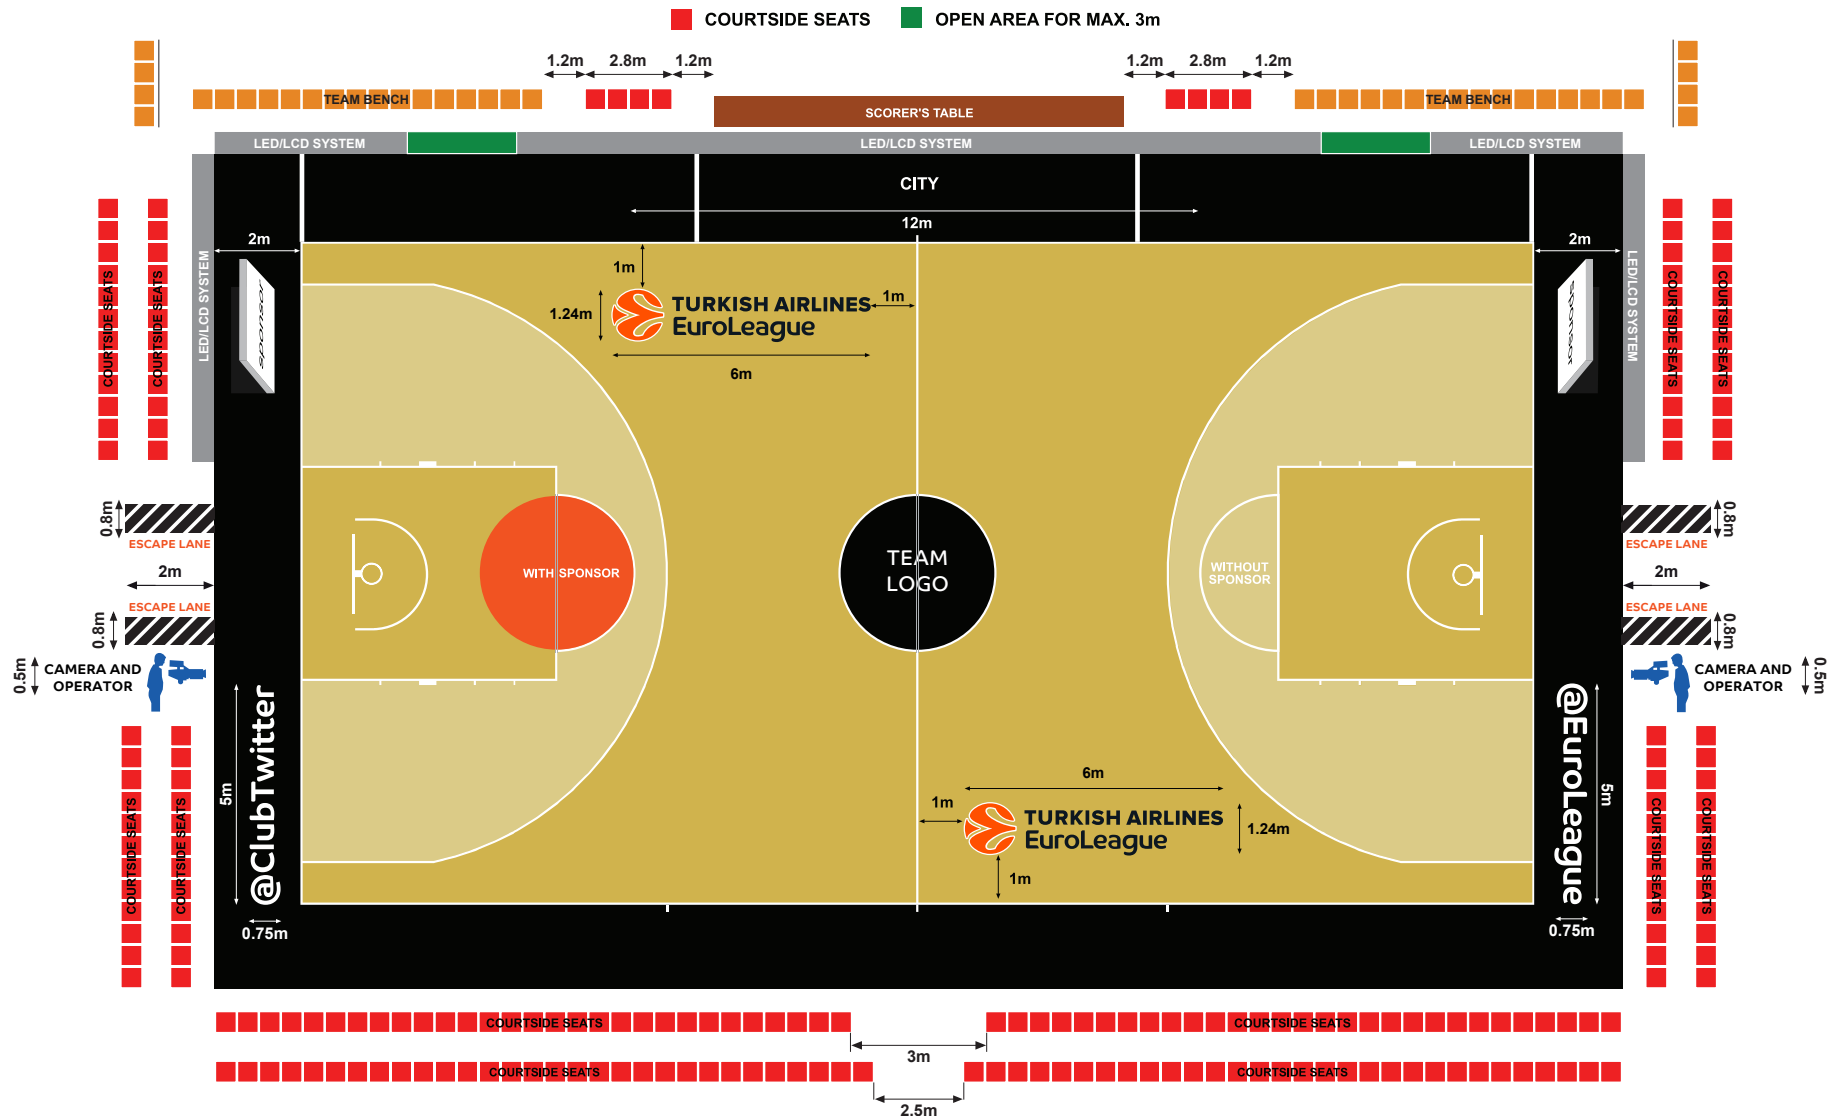 COURTSIDE SEATS
OPEN AREA FOR MAX. 3m
1.2m
2.8m
1.2m
1.2m
2.8m
1.2m
TEAM BENCH
SCORER'S TABLE
TEAM BENCH
LED/LCD SYSTEM
LED/LCD SYSTEM
LED/LCD SYSTEM
CITY
12m
2m
2m
1m
1m
1.24m
TURKISH AIRLINES
EuroLeague
6m
COURTSIDE SEATS
COURTSIDE SEATS
LED/LCD SYSTEM
sponsor
sponsor
LED/LCD SYSTEM
COURTSIDE SEATS
COURTSIDE SEATS
0.8m
ESCAPE LANE
2m
ESCAPE LANE
0.8m
0.5m
CAMERA AND
OPERATOR
WITH SPONSOR
TEAM
LOGO
WITHOUT
SPONSOR
0.8m
ESCAPE LANE
2m
ESCAPE LANE
0.8m
CAMERA AND
OPERATOR
0.5m
COURTSIDE SEATS
COURTSIDE SEATS
5m
@ClubTwitter
0.75m
6m
1m
TURKISH AIRLINES
EuroLeague
1.24m
1m
@EuroLeague
5m
0.75m
COURTSIDE SEATS
COURTSIDE SEATS
COURTSIDE SEATS
COURTSIDE SEATS
3m
COURTSIDE SEATS
COURTSIDE SEATS
2.5m